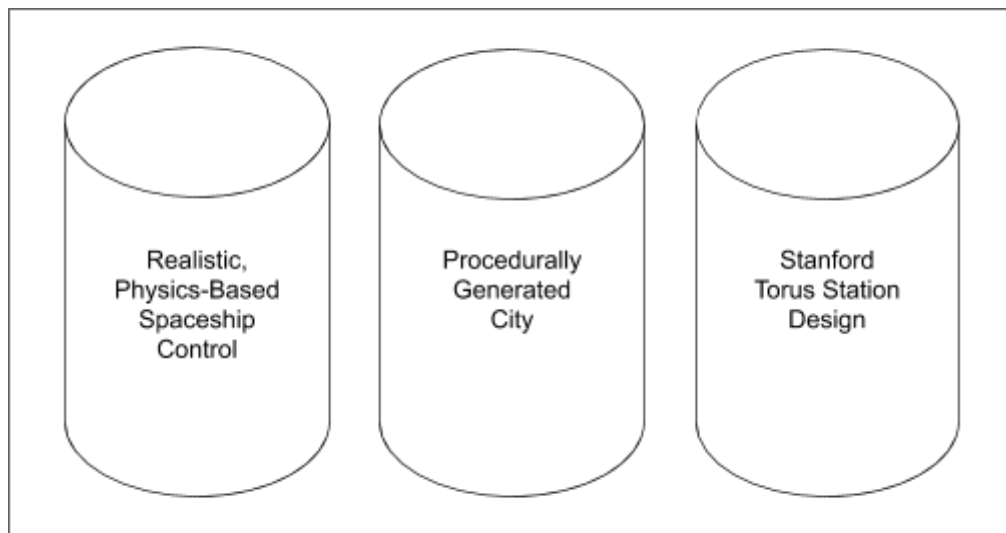 Realistic,
Physics-Based
Spaceship
Control
Procedurally
Generated
City
Stanford
Torus Station
Design